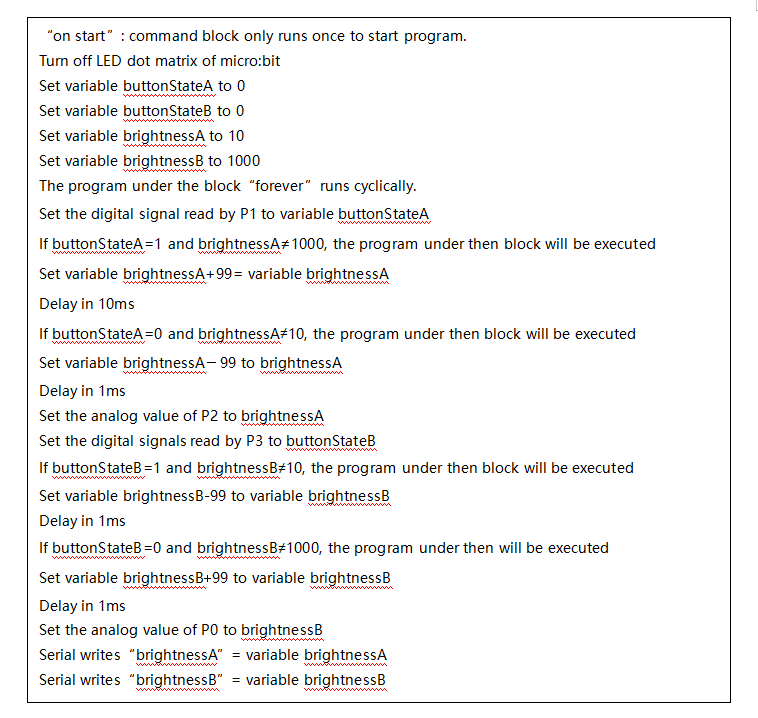 “on start” : command block only runs once to start program.
Turn off LED dot matrix of micro:bit
Set variable buttonStateA to 0
Set variable buttonStateB to 0
Set variable brightnessA to 10
Set variable brightnessB to 1000
The program under the block “forever” runs cyclically.
Set the digital signal read by P1 to variable buttonStateA
If buttonStateA=1 and brightnessA≠1000, the program under then block will be executed
Set variable brightnessA+99= variable brightnessA
Delay in 10ms
If buttonStateA=0 and brightnessA≠10, the program under then block will be executed
Set variable brightnessA－99 to brightnessA
Delay in 1ms
Set the analog value of P2 to brightnessA
Set the digital signals read by P3 to buttonStateB
If buttonStateB=1 and brightnessB≠10, the program under then block will be executed
Set variable brightnessB-99 to variable brightnessB
Delay in 1ms
If buttonStateB=0 and brightnessB≠1000, the program under then will be executed
Set variable brightnessB+99 to variable brightnessB
Delay in 1ms
Set the analog value of P0 to brightnessB
Serial writes “brightnessA” = variable brightnessA
Serial writes “brightnessB” = variable brightnessB